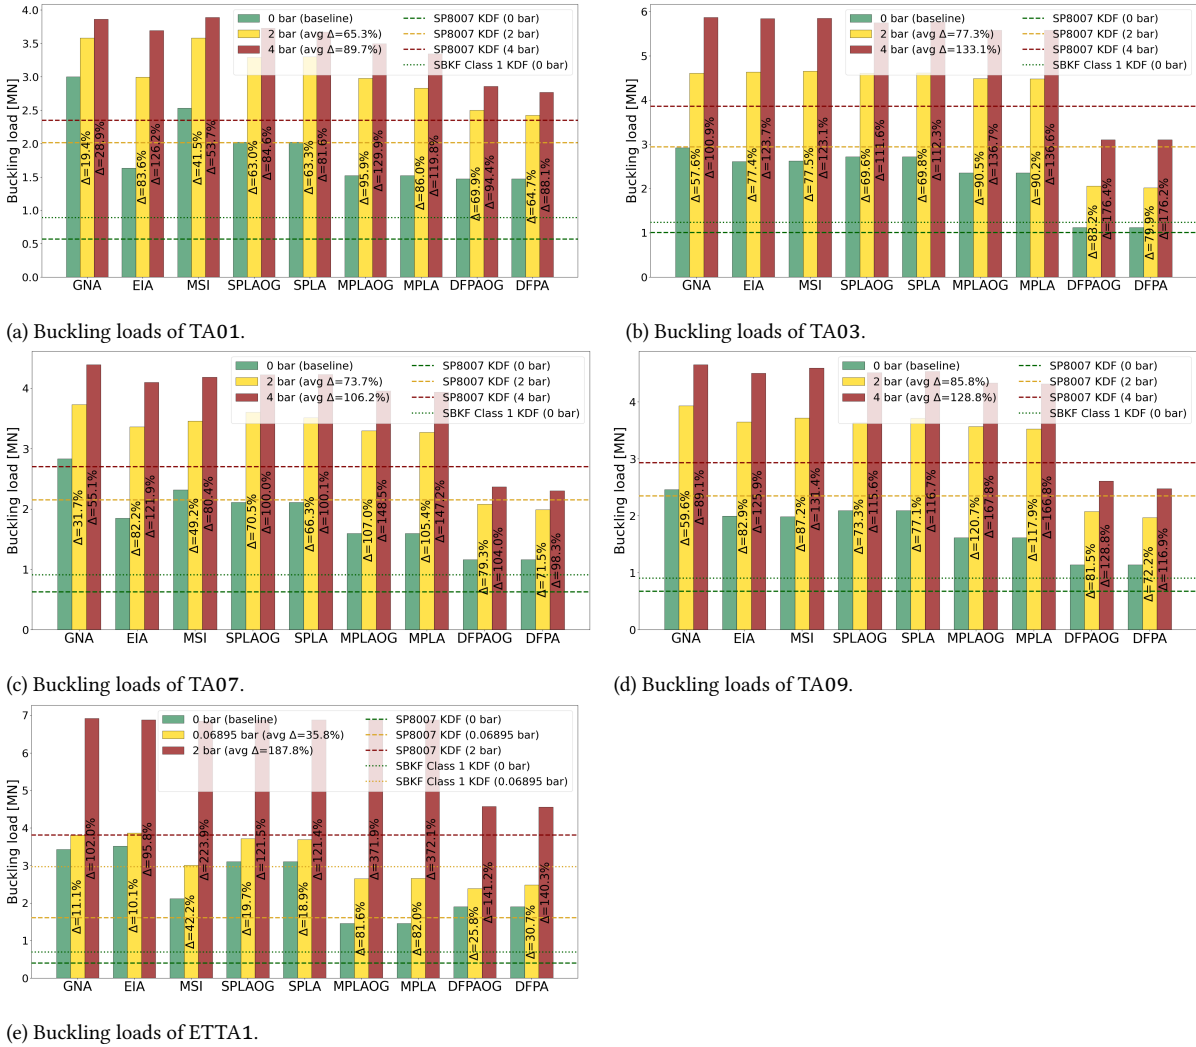 4.0
3.5
3.0
2.5
2.0
1.5
1.0
0.5
0.0
Buckling load [MN]
0 bar (baseline)
2 bar (avg Δ=65.3%)
4 bar (avg Δ=89.7%)
SP8007 KDF (0 bar)
SP8007 KDF (2 bar)
SP8007 KDF (4 bar)
SBKF Class 1 KDF (0 bar)
Δ=19.4%
Δ=28.9%
Δ=83.6%
Δ=126.2%
Δ=41.5%
Δ=53.7%
Δ=63.0%
Δ=84.6%
Δ=63.3%
Δ=81.6%
Δ=95.9%
Δ=129.9%
Δ=86.0%
Δ=119.8%
Δ=69.9%
Δ=94.4%
Δ=64.7%
Δ=88.1%
GNA EIA MSI SPLAOG SPLA MPLAOG MPLA DFPAOG DFPA
(a) Buckling loads of TA01.
6
5
4
3
2
1
0
Buckling load [MN]
0 bar (baseline)
2 bar (avg Δ=77.3%)
4 bar (avg Δ=133.1%)
SP8007 KDF (0 bar)
SP8007 KDF (2 bar)
SP8007 KDF (4 bar)
SBKF Class 1 KDF (0 bar)
Δ=57.6%
Δ=100.9%
Δ=77.4%
Δ=123.7%
Δ=77.5%
Δ=123.1%
Δ=69.6%
Δ=111.6%
Δ=69.8%
Δ=112.3%
Δ=90.5%
Δ=136.7%
Δ=90.2%
Δ=136.6%
Δ=83.2%
Δ=176.4%
Δ=79.9%
Δ=176.2%
GNA EIA MSI SPLAOG SPLA MPLAOG MPLA DFPAOG DFPA
(b) Buckling loads of TA03.
4
3
2
1
0
Buckling load [MN]
0 bar (baseline)
2 bar (avg Δ=73.7%)
4 bar (avg Δ=106.2%)
SP8007 KDF (0 bar)
SP8007 KDF (2 bar)
SP8007 KDF (4 bar)
SBKF Class 1 KDF (0 bar)
Δ=31.7%
Δ=55.1%
Δ=82.2%
Δ=121.9%
Δ=49.2%
Δ=80.4%
Δ=70.5%
Δ=100.0%
Δ=66.3%
Δ=100.1%
Δ=107.0%
Δ=148.5%
Δ=105.4%
Δ=147.2%
Δ=79.3%
Δ=104.0%
Δ=71.5%
Δ=98.3%
GNA EIA MSI SPLAOG SPLA MPLAOG MPLA DFPAOG DFPA
(c) Buckling loads of TA07.
4
3
2
1
0
Buckling load [MN]
0 bar (baseline)
2 bar (avg Δ=85.8%)
4 bar (avg Δ=128.8%)
SP8007 KDF (0 bar)
SP8007 KDF (2 bar)
SP8007 KDF (4 bar)
SBKF Class 1 KDF (0 bar)
Δ=59.6%
Δ=89.1%
Δ=82.9%
Δ=125.9%
Δ=87.2%
Δ=131.4%
Δ=73.3%
Δ=115.6%
Δ=77.1%
Δ=116.7%
Δ=120.7%
Δ=167.8%
Δ=117.9%
Δ=166.8%
Δ=81.5%
Δ=128.8%
Δ=72.2%
Δ=116.9%
GNA EIA MSI SPLAOG SPLA MPLAOG MPLA DFPAOG DFPA
(d) Buckling loads of TA09.
7
6
5
4
3
2
1
0
Buckling load [MN]
0 bar (baseline)
0.06895 bar (avg Δ=35.8%)
2 bar (avg Δ=187.8%)
SP8007 KDF (0 bar)
SP8007 KDF (0.06895 bar)
SP8007 KDF (2 bar)
SBKF Class 1 KDF (0 bar)
SBKF Class 1 KDF (0.06895 bar)
Δ=11.1%
Δ=102.0%
Δ=10.1%
Δ=95.8%
Δ=42.2%
Δ=223.9%
Δ=19.7%
Δ=121.5%
Δ=18.9%
Δ=121.4%
Δ=81.6%
Δ=371.9%
Δ=82.0%
Δ=372.1%
Δ=25.8%
Δ=141.2%
Δ=30.7%
Δ=140.3%
GNA EIA MSI SPLAOG SPLA MPLAOG MPLA DFPAOG DFPA
(e) Buckling loads of ETTA1.